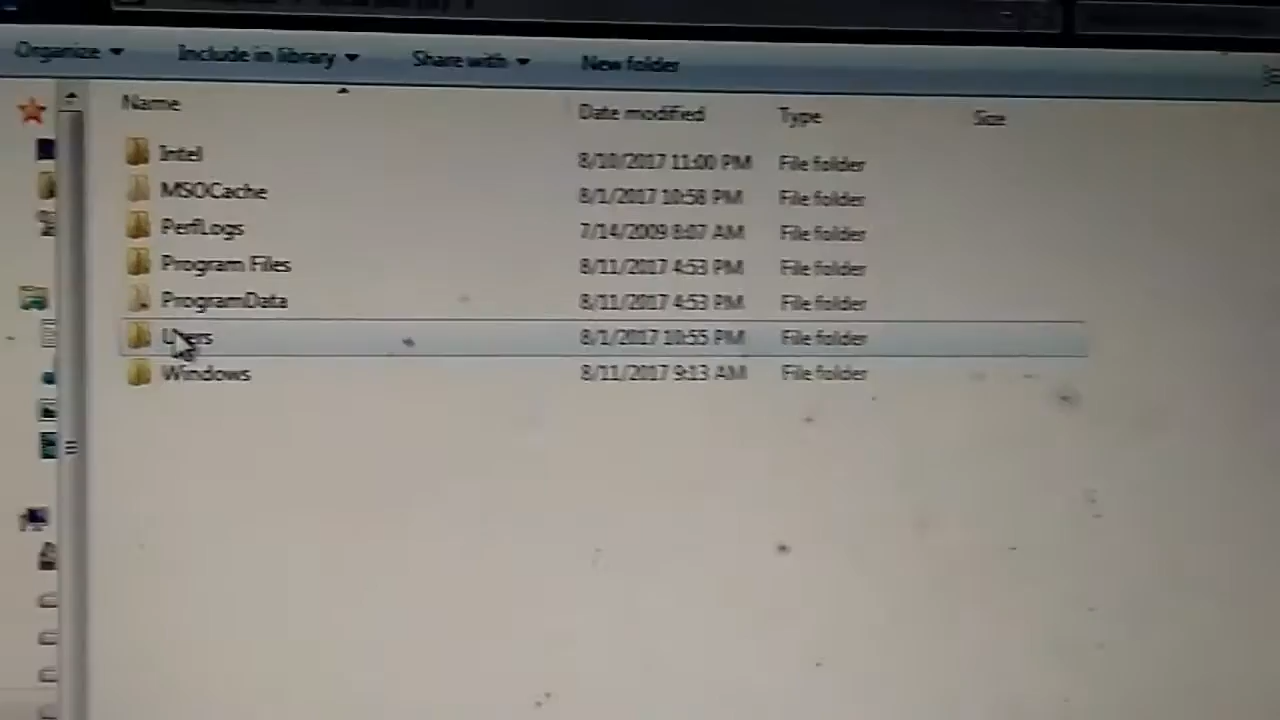 Organize Include in library Share with New folder
Name Date modified Type Size
Intel 8/10/2017 11:00 PM File folder
MSOCache 8/1/2017 10:58 PM File folder
PerfLogs 7/14/2009 8:07 AM File folder
Program Files 8/11/2017 4:53 PM File folder
ProgramData 8/11/2017 4:53 PM File folder
Users 8/1/2017 10:55 PM File folder
Windows 8/11/2017 9:13 AM File folder